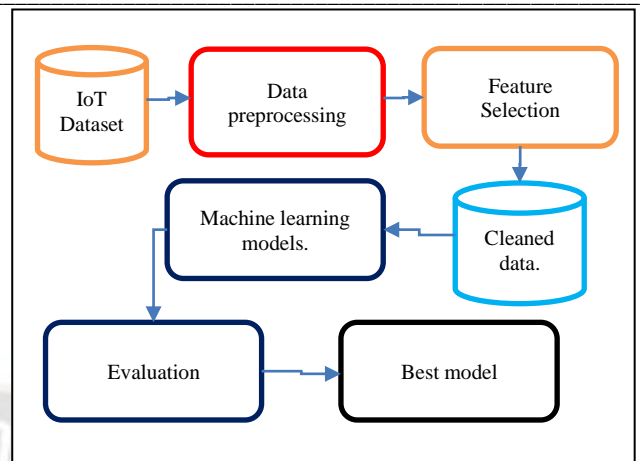 IoT
Dataset
Data
preprocessing
Feature
Selection
Cleaned
data.
Machine learning
models.
Evaluation
Best model